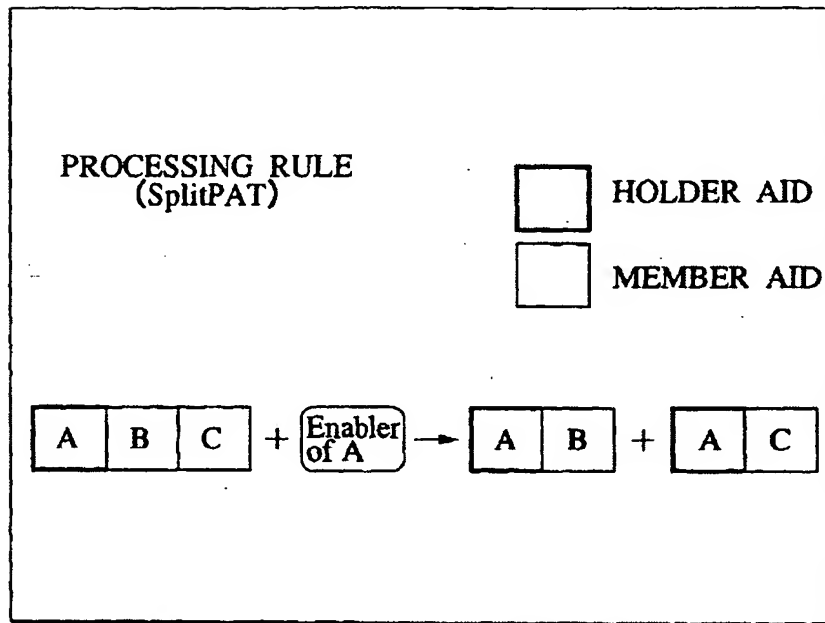 PROCESSING RULE
(SplitPAT)
HOLDER AID
MEMBER AID
A B C + Enabler of A → A B + A C